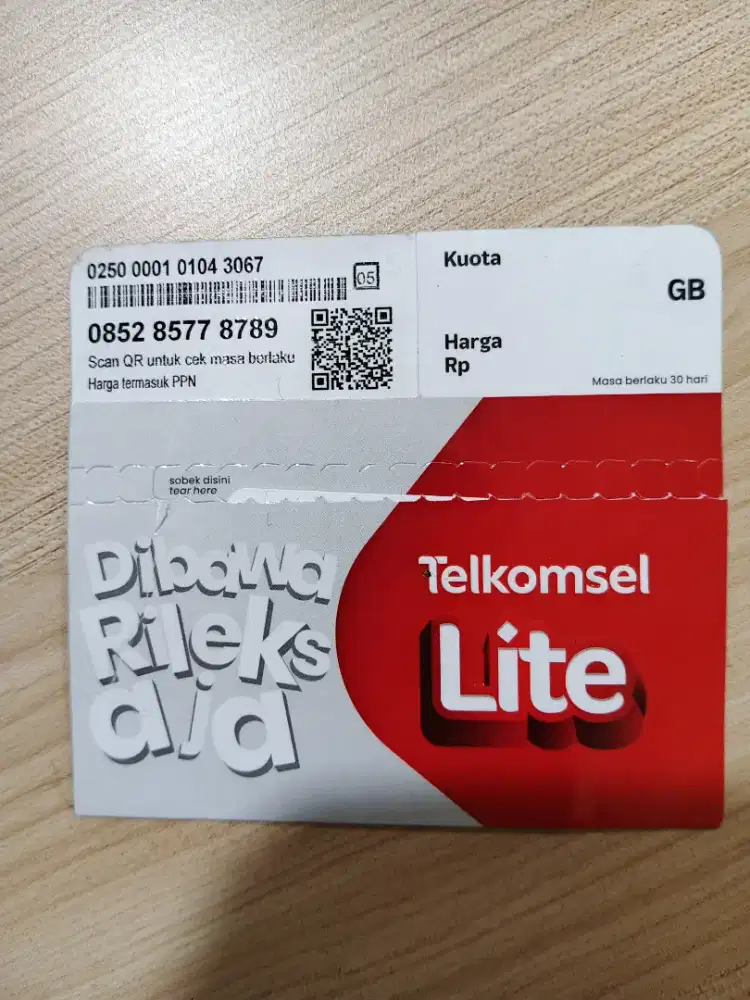 0250 0001 0104 3067
05
0852 8577 8789
Scan QR untuk cek masa berlaku
Harga termasuk PPN
Kuota
GB
Harga
Rp
Masa berlaku 30 hari
sobek disini
tear here
Dibawa
Rileks
aja
Telkomsel
Lite